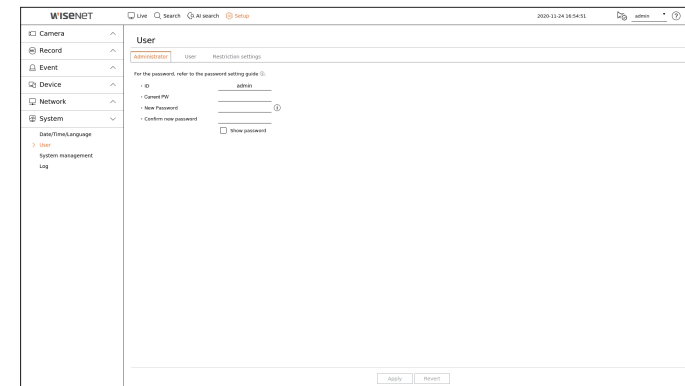 WISENET
Live Search AI search Setup
2020-11-24 16:54:51
admin
Camera
Record
Event
Device
Network
System
Date/Time/Language
User
System management
Log
User
Administrator User Restriction settings
For the password, refer to the password setting guide
ID admin
Current PW
New Password
Confirm new password
Show password
Apply Revert